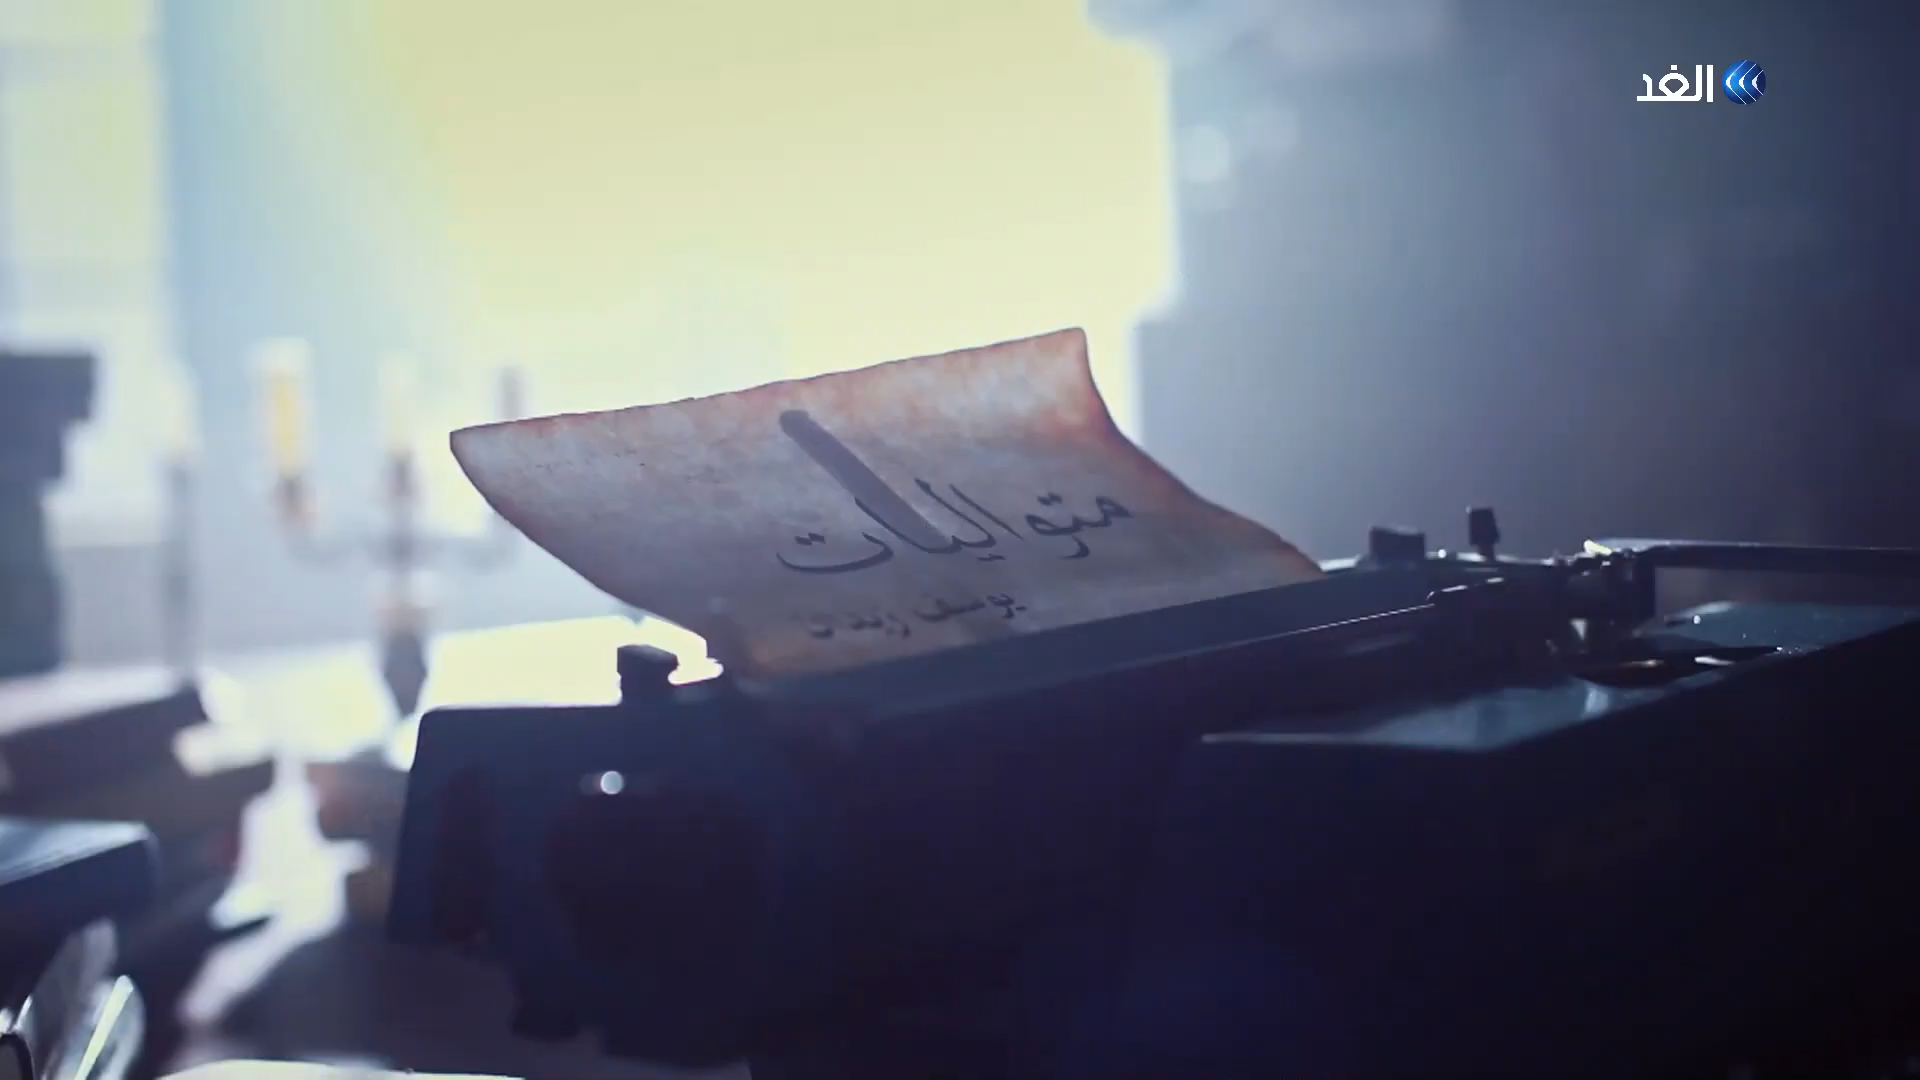 الغد
متواليات
يوسف زيدان